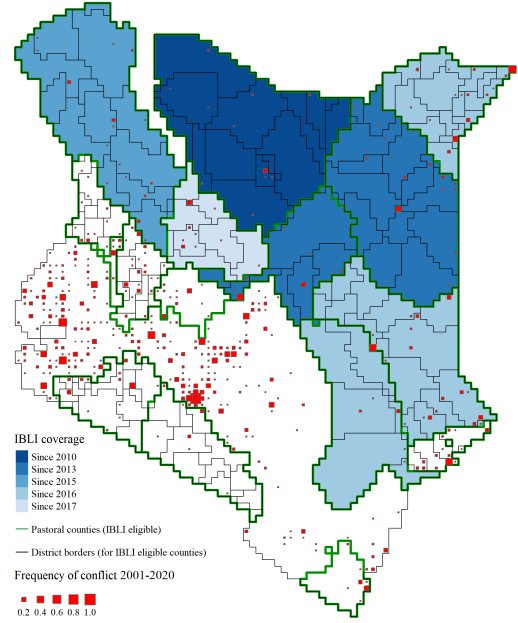 IBLI coverage
Since 2010
Since 2013
Since 2015
Since 2016
Since 2017
Pastoral counties (IBLI eligible)
District borders (for IBLI eligible counties)
Frequency of conflict 2001-2020
0.2 0.4 0.6 0.8 1.0